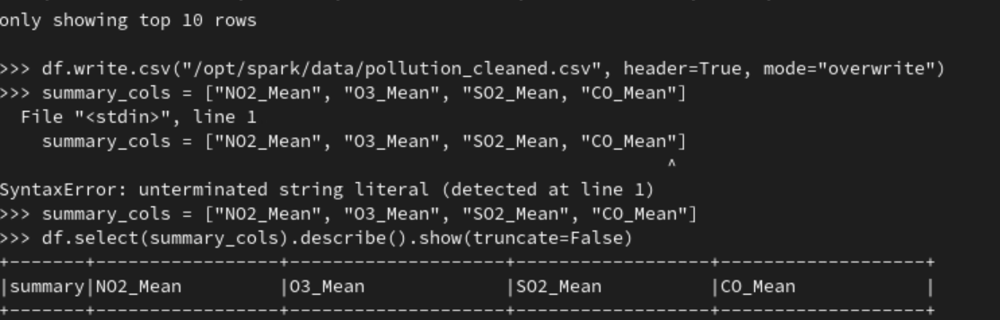 only showing top 10 rows
>>> df.write.csv("/opt/spark/data/pollution_cleaned.csv", header=True, mode="overwrite")
>>> summary_cols = ["NO2_Mean", "O3_Mean", "SO2_Mean, "CO_Mean"]
  File "<stdin>", line 1
    summary_cols = ["NO2_Mean", "O3_Mean", "SO2_Mean, "CO_Mean"]
                                                              ^
SyntaxError: unterminated string literal (detected at line 1)
>>> summary_cols = ["NO2_Mean", "O3_Mean", "SO2_Mean", "CO_Mean"]
>>> df.select(summary_cols).describe().show(truncate=False)
+-------+------------------+---------------------+-------------------+--------------------+
|summary|NO2_Mean          |O3_Mean              |SO2_Mean           |CO_Mean             |
+-------+------------------+---------------------+-------------------+--------------------+